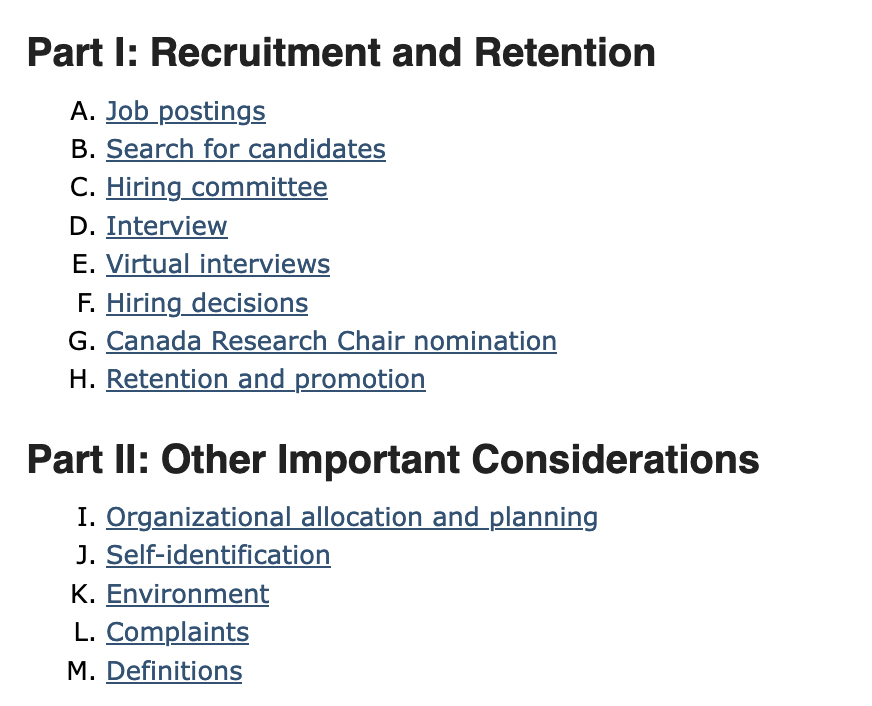 Part I: Recruitment and Retention
A. Job postings
B. Search for candidates
C. Hiring committee
D. Interview
E. Virtual interviews
F. Hiring decisions
G. Canada Research Chair nomination
H. Retention and promotion
Part II: Other Important Considerations
I. Organizational allocation and planning
J. Self-identification
K. Environment
L. Complaints
M. Definitions